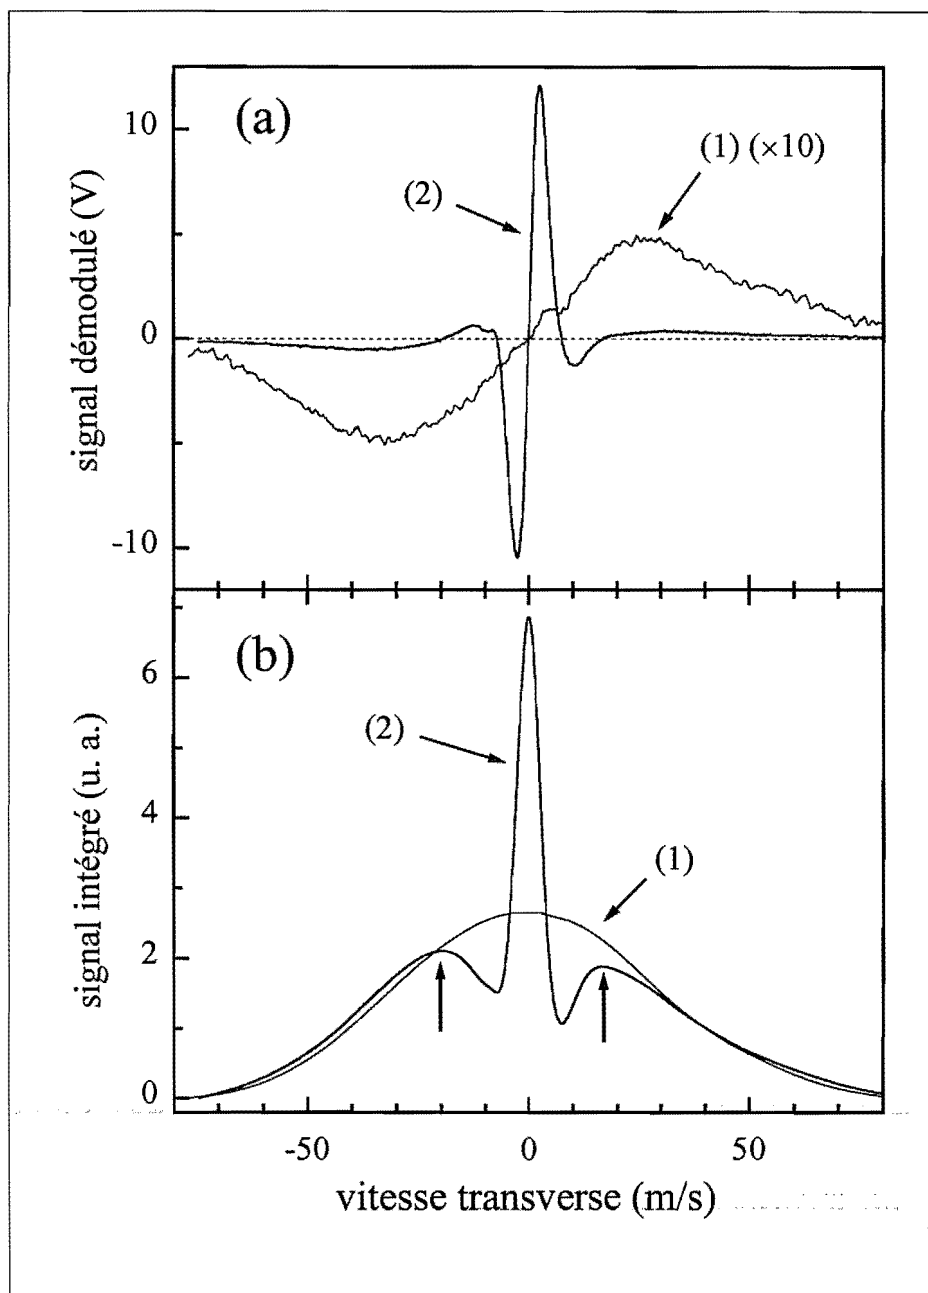 (a)
10
(1) (×10)
(2)
signal démodulé (V)
0
-10
(b)
6
(2)
signal intégré (u. a.)
4
(1)
2
0
-50
0
50
vitesse transverse (m/s)